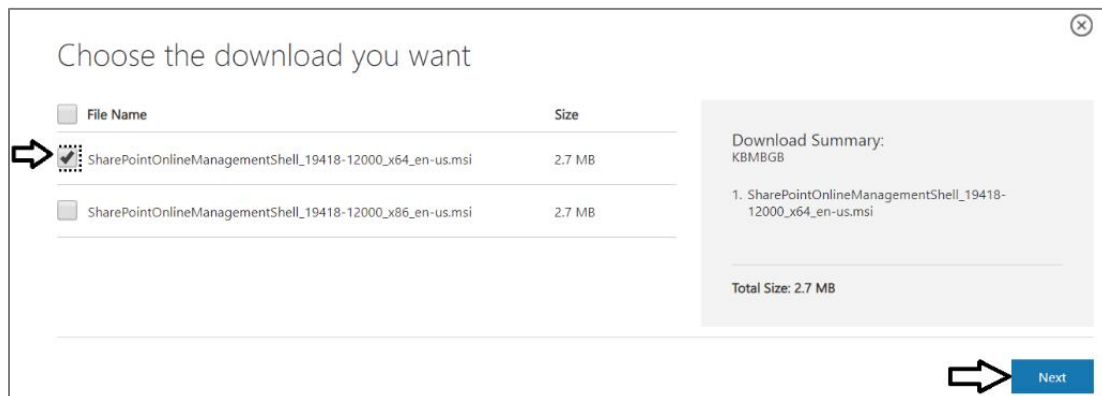 Choose the download you want
File Name Size
SharePointOnlineManagementShell_19418-12000_x64_en-us.msi 2.7 MB
SharePointOnlineManagementShell_19418-12000_x86_en-us.msi 2.7 MB
Download Summary:
KBMBGB
1. SharePointOnlineManagementShell_19418-
12000_x64_en-us.msi
Total Size: 2.7 MB
Next